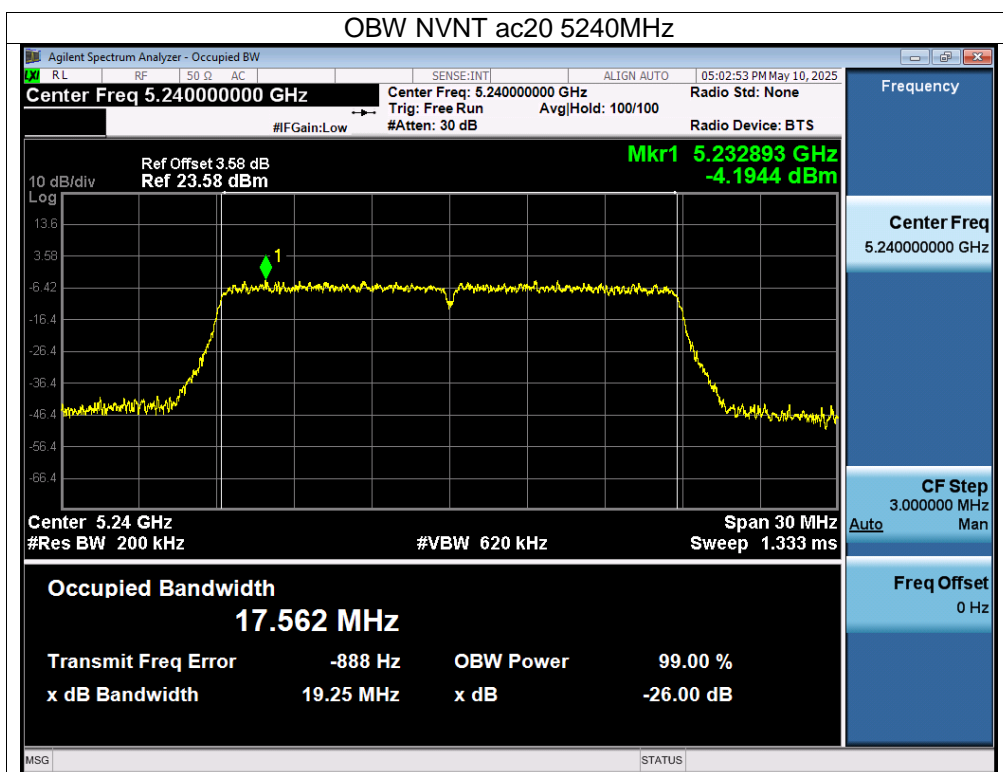 OBW NVNT ac20 5240MHz
Agilent Spectrum Analyzer - Occupied BW
LXI RL RF 50 Ω AC SENSE:INT ALIGN AUTO 05:02:53 PM May 10, 2025
Center Freq 5.240000000 GHz Center Freq: 5.240000000 GHz Radio Std: None
Trig: Free Run Avg|Hold: 100/100
#IFGain:Low #Atten: 30 dB Radio Device: BTS
Mkr1 5.232893 GHz
-4.1944 dBm
Ref Offset 3.58 dB
10 dB/div Ref 23.58 dBm
Log
13.6
3.58
-6.42
-16.4
-26.4
-36.4
-46.4
-56.4
-66.4
1
Center 5.24 GHz Span 30 MHz
#Res BW 200 kHz #VBW 620 kHz Sweep 1.333 ms
Occupied Bandwidth
17.562 MHz
Transmit Freq Error -888 Hz OBW Power 99.00 %
x dB Bandwidth 19.25 MHz x dB -26.00 dB
Frequency
Center Freq
5.240000000 GHz
CF Step
3.000000 MHz
Auto Man
Freq Offset
0 Hz
MSG STATUS